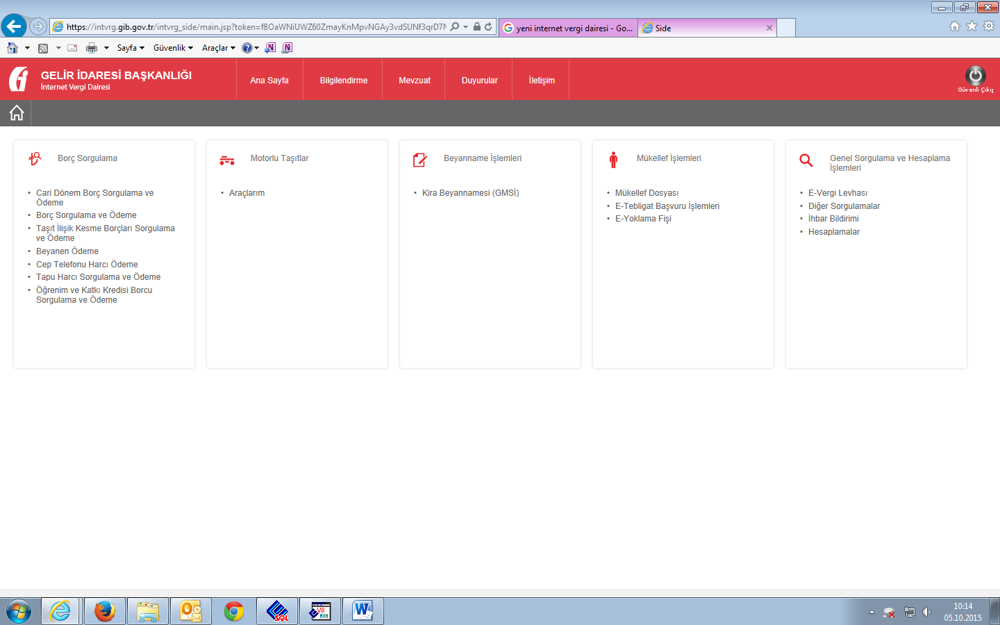 https://intvrg.gib.gov.tr/intvrg_side/main.jsp?token=f8OaWNiUWZ60ZmayKnMpvNGAy3vdSUNf3qrD7N
yeni internet vergi dairesi - Go...
Side
Sayfa
Güvenlik
Araçlar
GELİR İDARESİ BAŞKANLIĞI
İnternet Vergi Dairesi
Ana Sayfa
Bilgilendirme
Mevzuat
Duyurular
İletişim
Güvenli Çıkış
Borç Sorgulama
• Cari Dönem Borç Sorgulama ve
Ödeme
• Borç Sorgulama ve Ödeme
• Taşıt İlişik Kesme Borçları Sorgulama
ve Ödeme
• Beyanen Ödeme
• Cep Telefonu Harcı Ödeme
• Tapu Harcı Sorgulama ve Ödeme
• Öğrenim ve Katkı Kredisi Borcu
Sorgulama ve Ödeme
Motorlu Taşıtlar
• Araçlarım
Beyanname İşlemleri
• Kira Beyannamesi (GMSİ)
Mükellef İşlemleri
• Mükellef Dosyası
• E-Tebligat Başvuru İşlemleri
• E-Yoklama Fişi
Genel Sorgulama ve Hesaplama
İşlemleri
• E-Vergi Levhası
• Diğer Sorgulamalar
• İhbar Bildirimi
• Hesaplamalar
SQL
V.8
MUH
10:14
05.10.2015